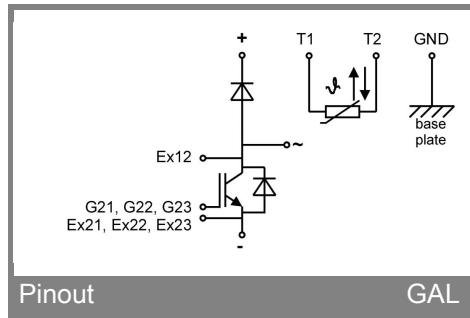 +
T1 T2 GND
ϑ
base
plate
~
Ex12
G21, G22, G23
Ex21, Ex22, Ex23
-
Pinout GAL